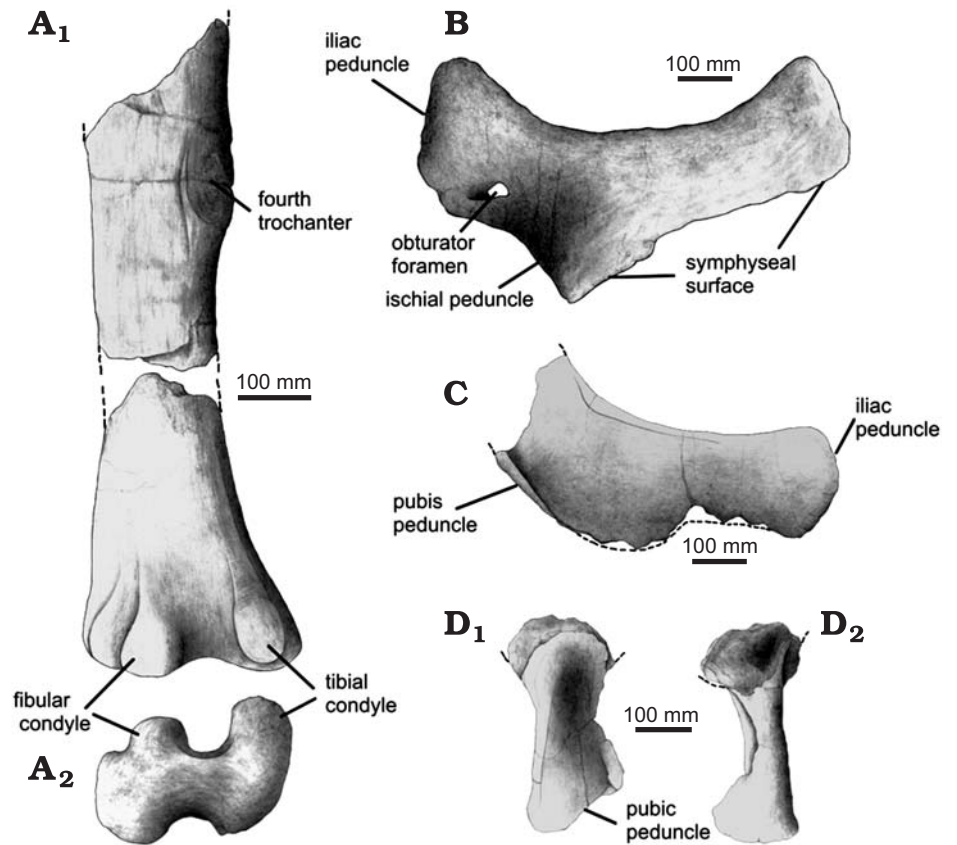 A1
fourth
trochanter
100 mm
fibular
condyle
tibial
condyle
A2
B
iliac
peduncle
100 mm
obturator
foramen
ischial peduncle
symphyseal
surface
C
iliac
peduncle
pubis
peduncle
100 mm
D1
D2
100 mm
pubic
peduncle